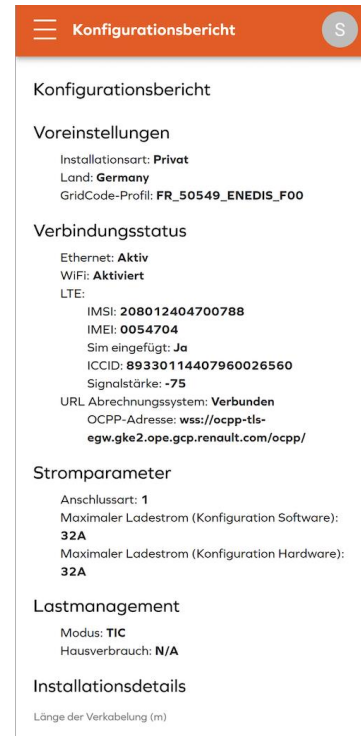 Konfigurationsbericht
S
Konfigurationsbericht
Voreinstellungen
Installationsart: Privat
Land: Germany
GridCode-Profil: FR_50549_ENEDIS_F00
Verbindungsstatus
Ethernet: Aktiv
WiFi: Aktiviert
LTE:
IMSI: 208012404700788
IMEI: 0054704
Sim eingefügt: Ja
ICCID: 89330114407960026560
Signalstärke: -75
URL Abrechnungssystem: Verbunden
OCPP-Adresse: wss://ocpp-tls-
egw.gke2.ope.gcp.renault.com/ocpp/
Stromparameter
Anschlussart: 1
Maximaler Ladestrom (Konfiguration Software):
32A
Maximaler Ladestrom (Konfiguration Hardware):
32A
Lastmanagement
Modus: TIC
Hausverbrauch: N/A
Installationsdetails
Länge der Verkabelung (m)